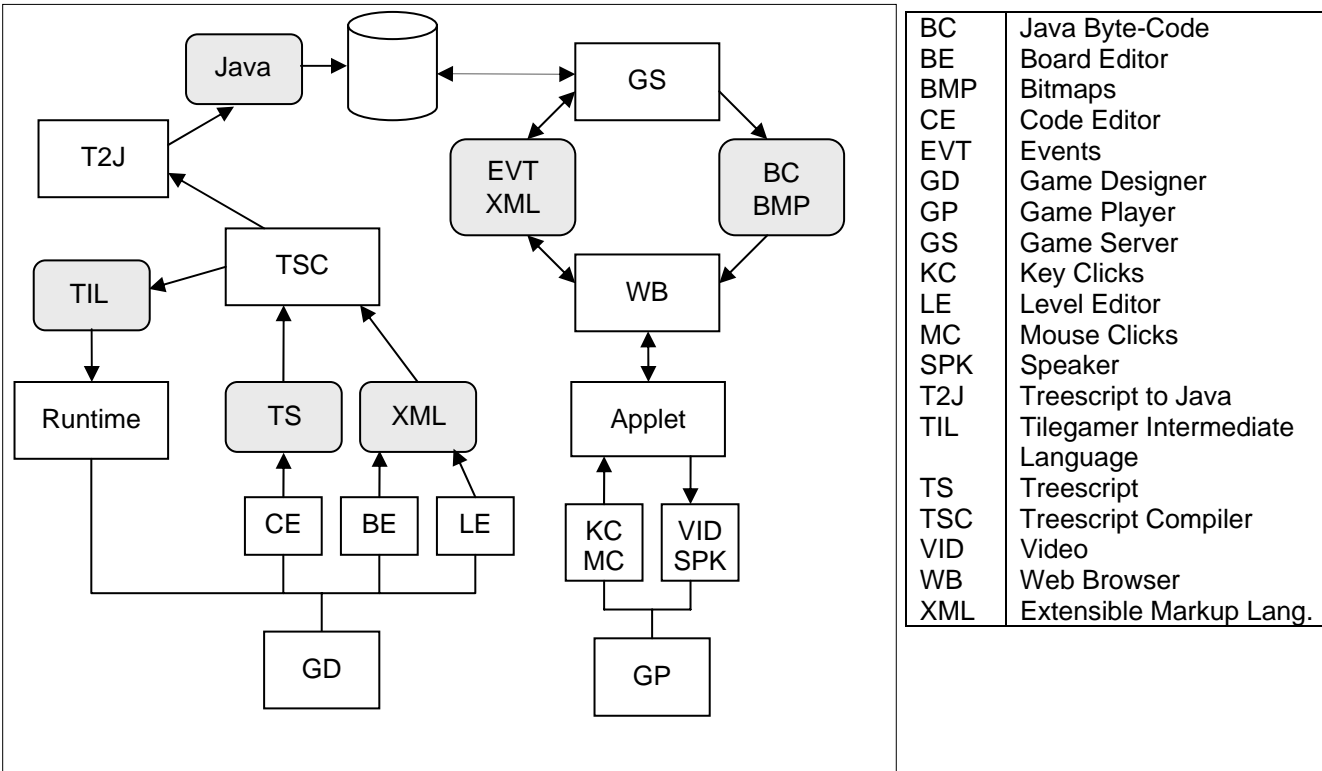 Java
GS
T2J
EVT
XML
BC
BMP
TSC
WB
TIL
Runtime
TS
XML
Applet
CE
BE
LE
KC
MC
VID
SPK
GD
GP
BC Java Byte-Code
BE Board Editor
BMP Bitmaps
CE Code Editor
EVT Events
GD Game Designer
GP Game Player
GS Game Server
KC Key Clicks
LE Level Editor
MC Mouse Clicks
SPK Speaker
T2J Treescript to Java
TIL Tilegamer Intermediate
Language
TS Treescript
TSC Treescript Compiler
VID Video
WB Web Browser
XML Extensible Markup Lang.